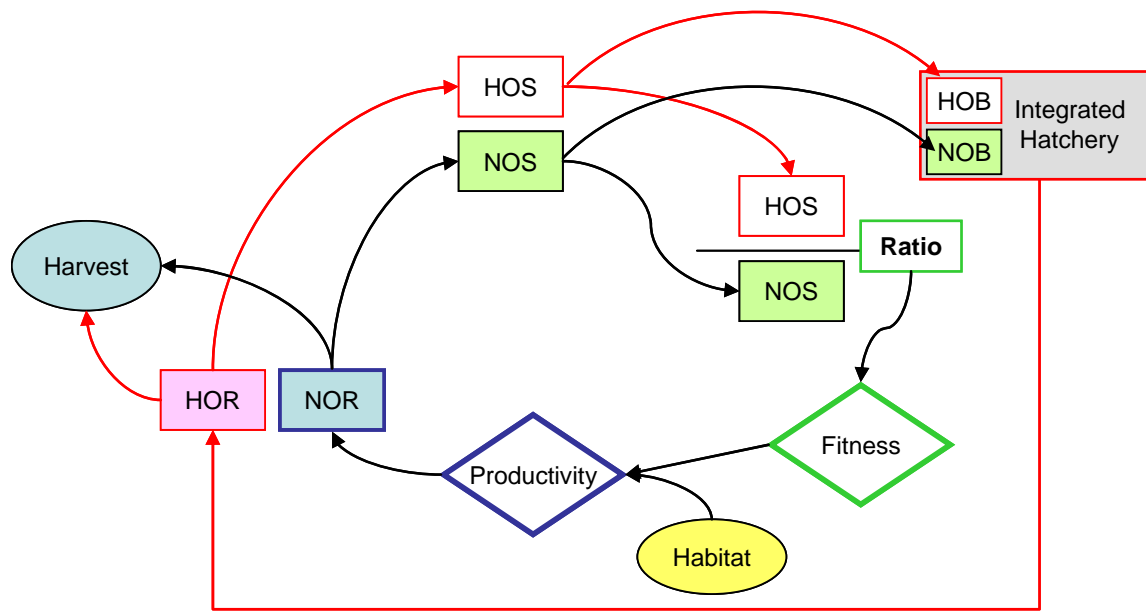 HOS
HOB
Integrated
Hatchery
NOS
NOB
HOS
Ratio
Harvest
NOS
HOR
NOR
Fitness
Productivity
Habitat